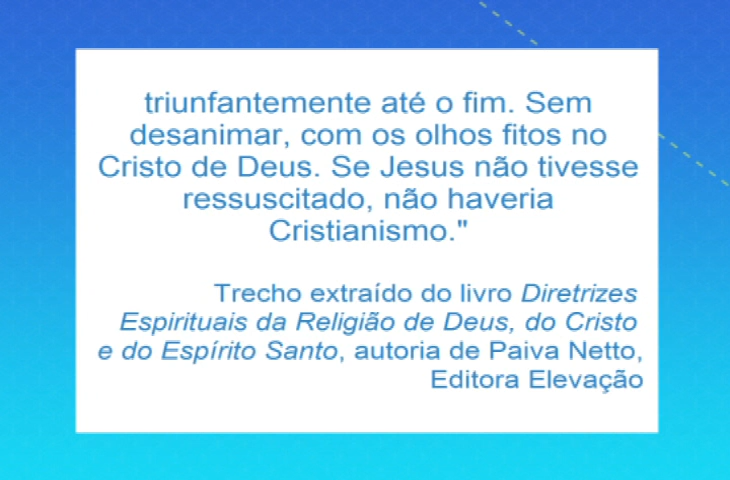 triunfantemente até o fim. Sem
desanimar, com os olhos fitos no
Cristo de Deus. Se Jesus não tivesse
ressuscitado, não haveria
Cristianismo."
Trecho extraído do livro Diretrizes
Espirituais da Religião de Deus, do Cristo
e do Espírito Santo, autoria de Paiva Netto,
Editora Elevação